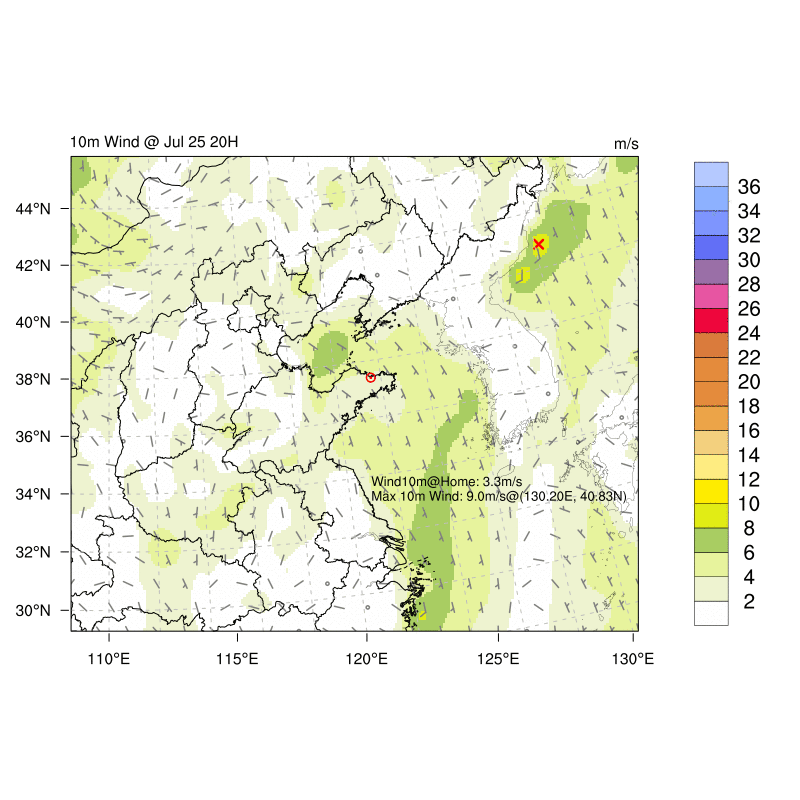 10m Wind @ Jul 25 20H
m/s
44°N
42°N
40°N
38°N
36°N
34°N
32°N
30°N
110°E
115°E
120°E
125°E
130°E
Wind10m@Home: 3.3m/s
Max 10m Wind: 9.0m/s@(130.20E, 40.83N)
36
34
32
30
28
26
24
22
20
18
16
14
12
10
8
6
4
2